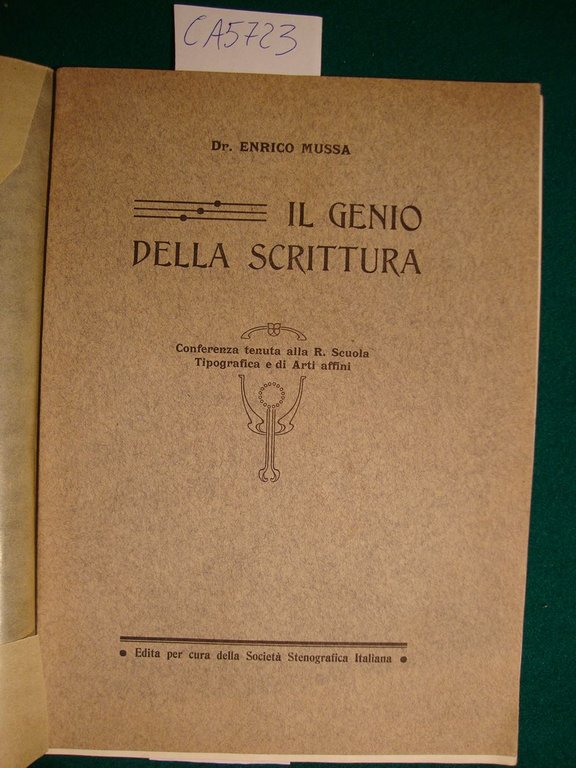 CA5723
Dr. ENRICO MUSSA
IL GENIO
DELLA SCRITTURA
Conferenza tenuta alla R. Scuola
Tipografica e di Arti affini
• Edita per cura della Società Stenografica Italiana •